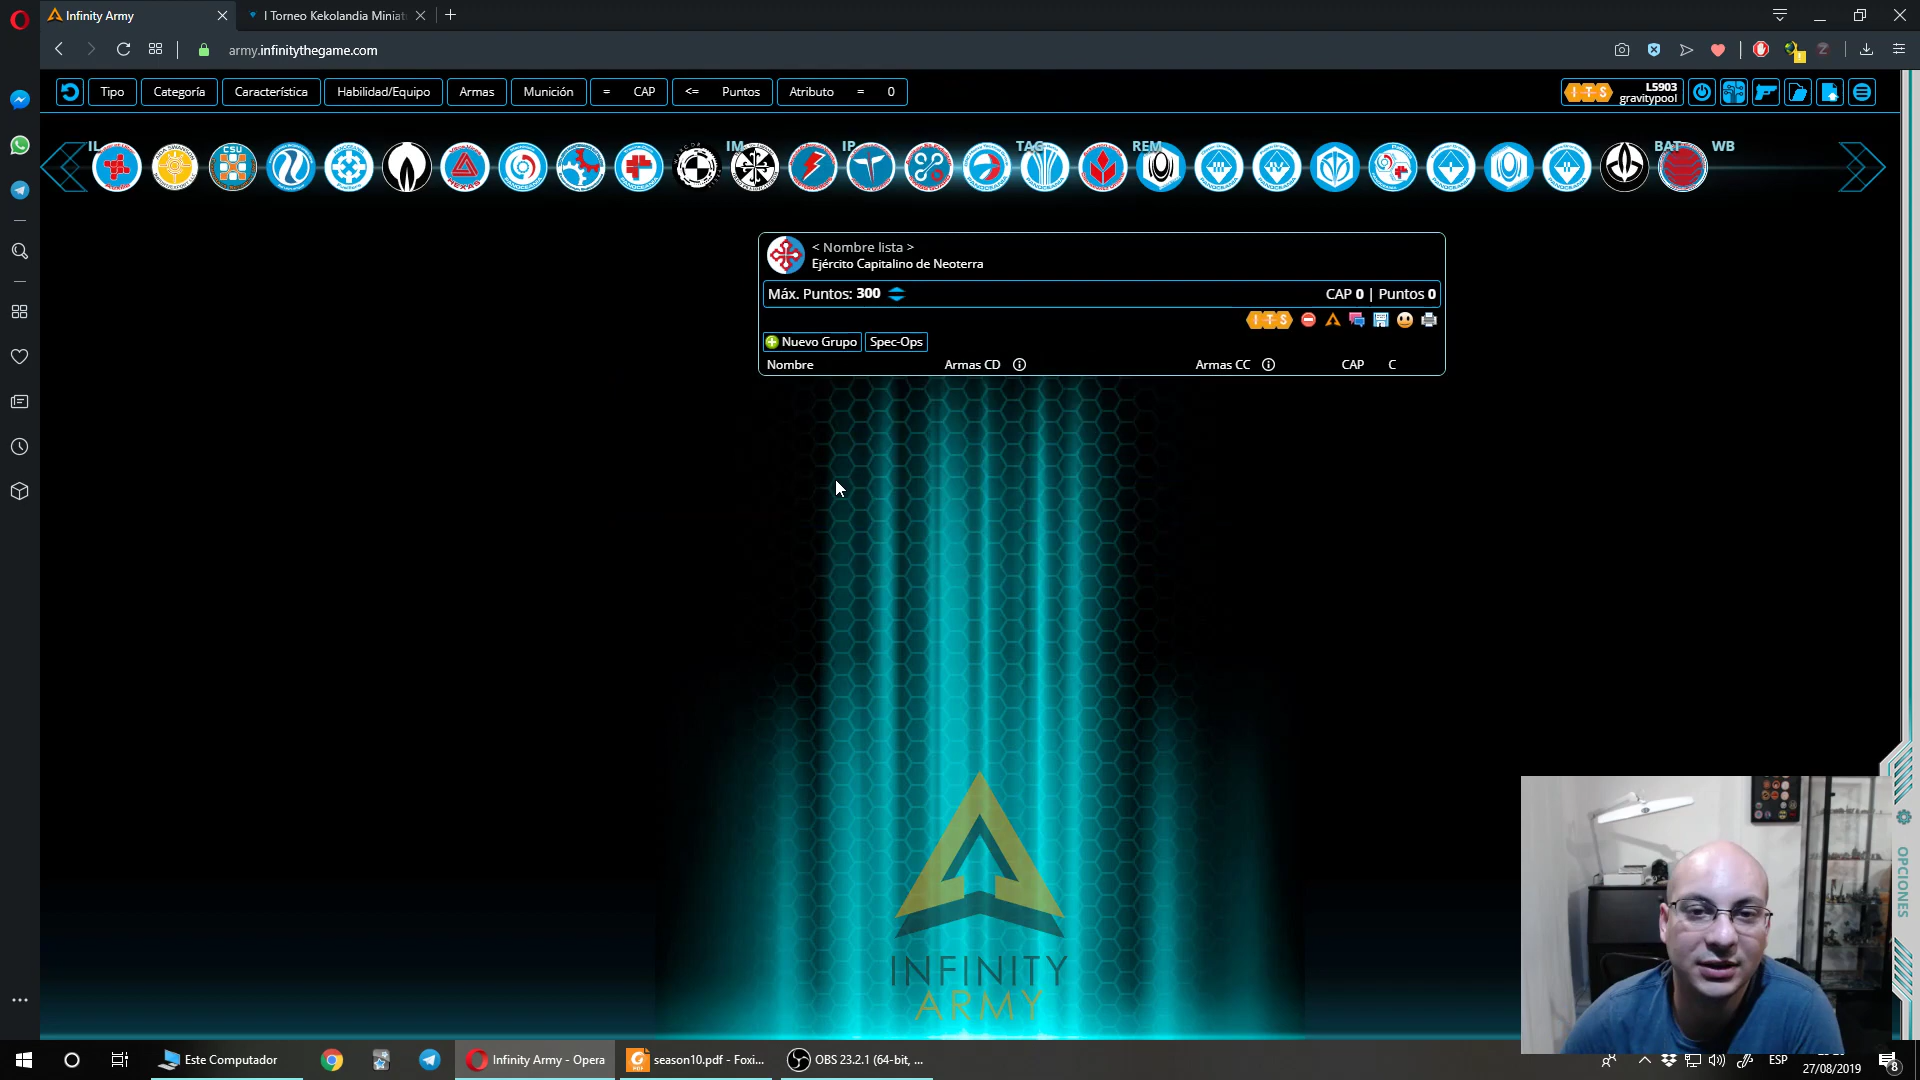 Infinity Army
I Torneo Kekolandia Miniat
army.infinitythegame.com
Tipo
Categoría
Característica
Habilidad/Equipo
Armas
Munición
= CAP
<= Puntos
Atributo = 0
ITS
L5903
gravitypool
IL
IM
IP
TAG
REM
BAT
WB
CSU
< Nombre lista >
Ejército Capitalino de Neoterra
Máx. Puntos: 300
CAP 0 | Puntos 0
ITS
Nuevo Grupo
Spec-Ops
Nombre
Armas CD
Armas CC
CAP
C
INFINITY
ARMY
OPCIONES
Este Computador
Infinity Army - Opera
season10.pdf - Foxi...
OBS 23.2.1 (64-bit, ...
ESP
27/08/2019
8